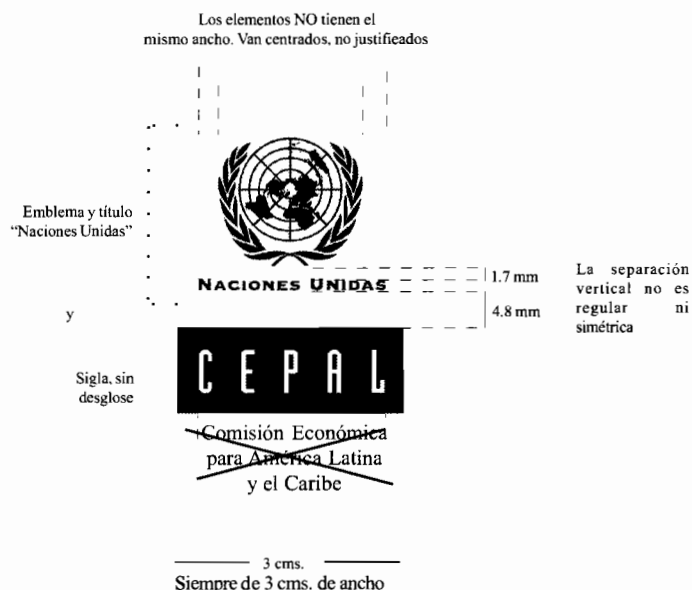 Los elementos NO tienen el
mismo ancho. Van centrados, no justifieados
Emblema y título
“Naciones Unidas”
NACIONES UNIDAS
1.7 mm
4.8 mm
La separación
vertical no es
regular ni
simétrica
y
Sigla, sin
desglose
CEPAL
Comisión Económica
para América Latina
y el Caribe
3 cms.
Siempre de 3 cms. de ancho